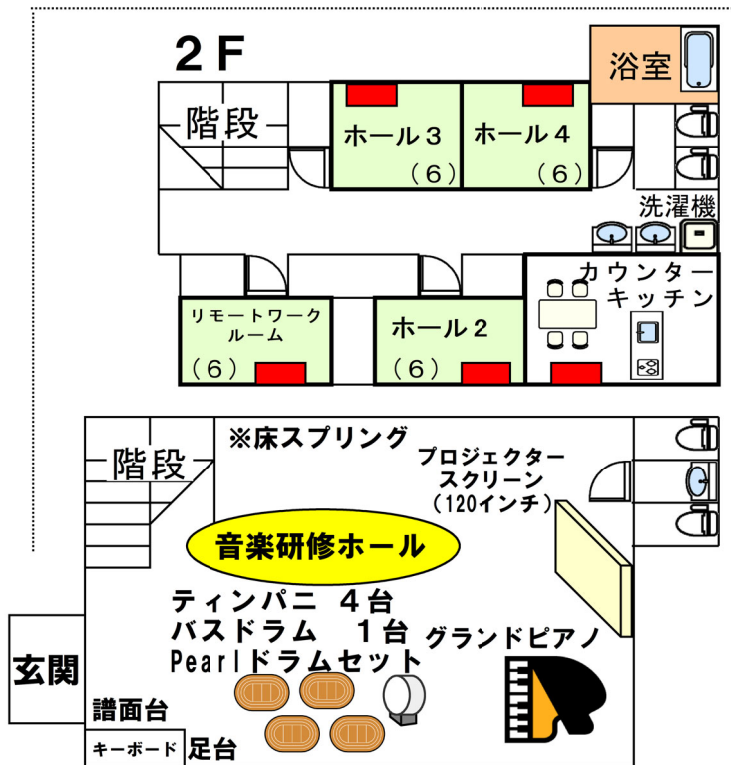 2F
浴室
階段
ホール3
(6)
ホール4
(6)
洗濯機
カウンター
キッチン
リモートワーク
ルーム
(6)
ホール2
(6)
階段
※床スプリング
プロジェクター
スクリーン
(120インチ)
音楽研修ホール
ティンパニ 4台
バスドラム 1台
Pearlドラムセット
グランドピアノ
玄関
譜面台
キーボード
足台